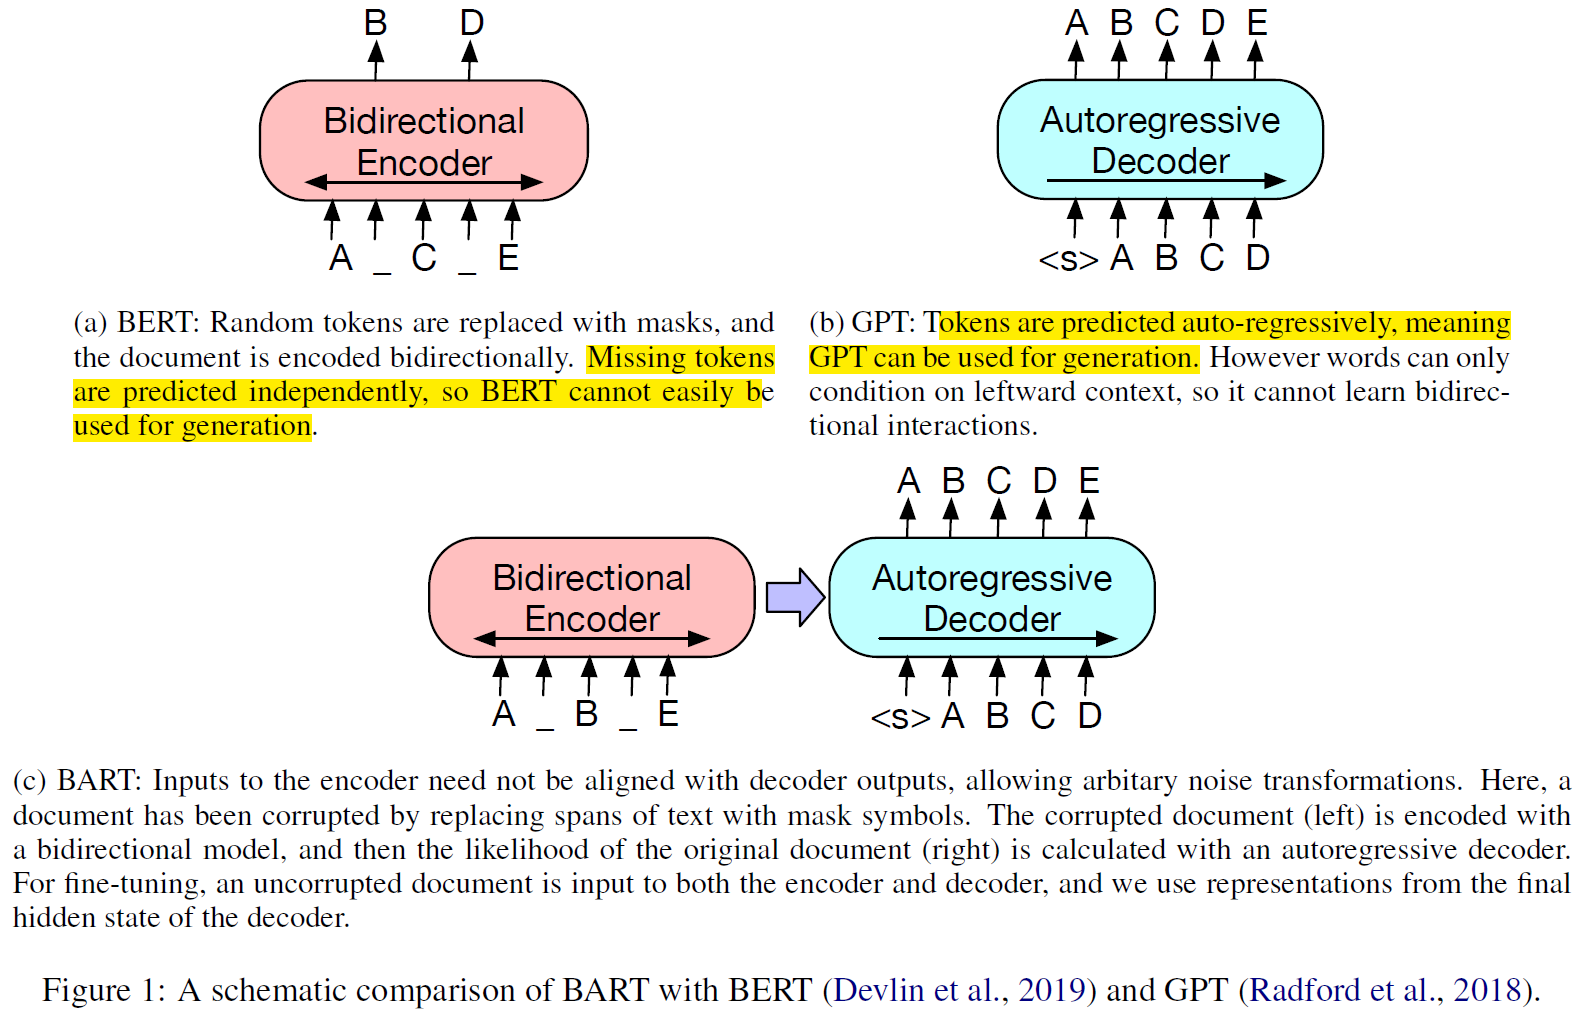 B D
Bidirectional
Encoder
A _ C _ E
A B C D E
Autoregressive
Decoder
<s> A B C D
(a) BERT: Random tokens are replaced with masks, and
the document is encoded bidirectionally. Missing tokens
are predicted independently, so BERT cannot easily be
used for generation.
(b) GPT: Tokens are predicted auto-regressively, meaning
GPT can be used for generation. However words can only
condition on leftward context, so it cannot learn bidirec-
tional interactions.
Bidirectional
Encoder
A _ B _ E
A B C D E
Autoregressive
Decoder
<s> A B C D
(c) BART: Inputs to the encoder need not be aligned with decoder outputs, allowing arbitary noise transformations. Here, a
document has been corrupted by replacing spans of text with mask symbols. The corrupted document (left) is encoded with
a bidirectional model, and then the likelihood of the original document (right) is calculated with an autoregressive decoder.
For fine-tuning, an uncorrupted document is input to both the encoder and decoder, and we use representations from the final
hidden state of the decoder.
Figure 1: A schematic comparison of BART with BERT (Devlin et al., 2019) and GPT (Radford et al., 2018).